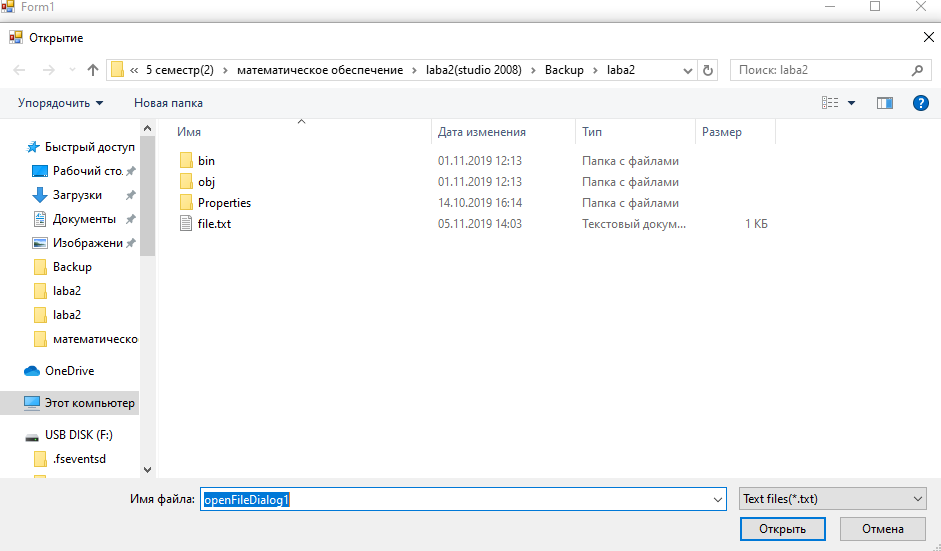 Form1
Открытие
« 5 семестр(2) › математическое обеспечение › laba2(studio 2008) › Backup › laba2
Поиск: laba2
Упорядочить
Новая папка
?
Имя
Дата изменения
Тип
Размер
bin 01.11.2019 12:13 Папка с файлами
obj 01.11.2019 12:13 Папка с файлами
Properties 14.10.2019 16:14 Папка с файлами
file.txt 05.11.2019 14:03 Текстовый докум... 1 КБ
Быстрый доступ
Рабочий сто.
Загрузки
Документы
Изображени
Backup
laba2
laba2
математическо
OneDrive
Этот компьютер
USB DISK (F:)
.fseventsd
Имя файла: openFileDialog1
Text files(*.txt)
Открыть
Отмена